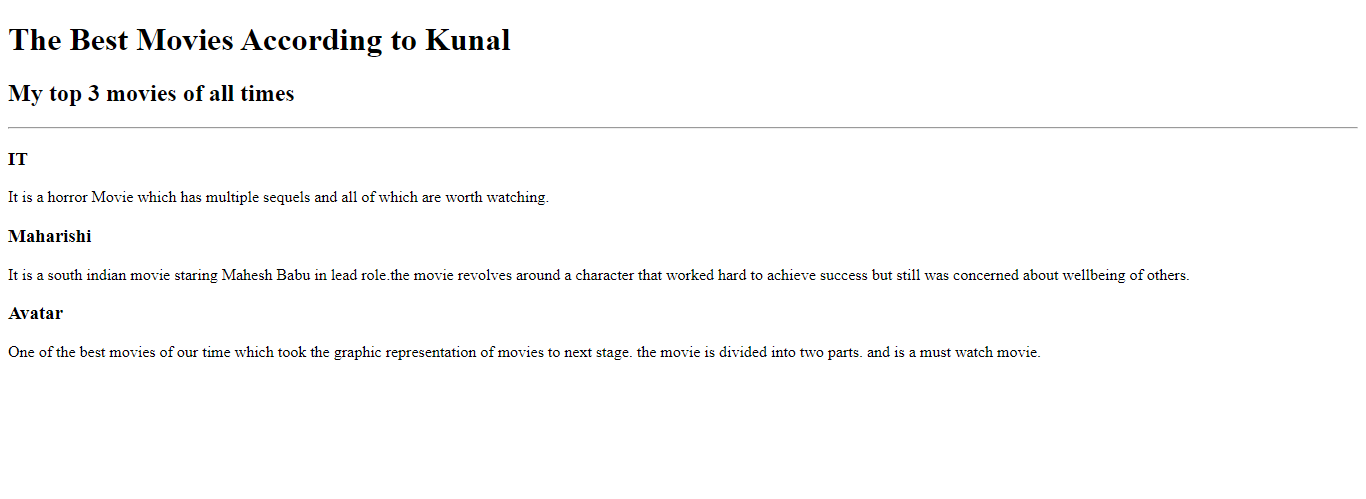 The Best Movies According to Kunal
My top 3 movies of all times
IT
It is a horror Movie which has multiple sequels and all of which are worth watching.
Maharishi
It is a south indian movie staring Mahesh Babu in lead role.the movie revolves around a character that worked hard to achieve success but still was concerned about wellbeing of others.
Avatar
One of the best movies of our time which took the graphic representation of movies to next stage. the movie is divided into two parts. and is a must watch movie.